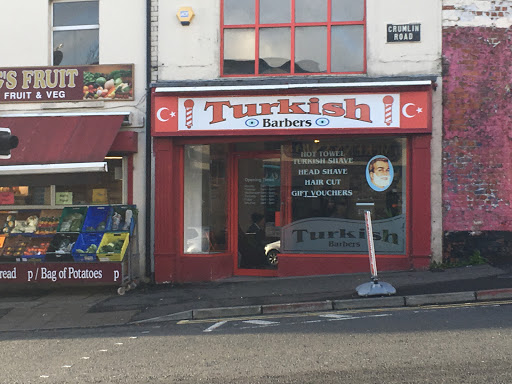 CRUMLIN
ROAD
'S FRUIT
FRUIT & VEG
Turkish
Barbers
HOT TOWEL
TURKISH SHAVE
HEAD SHAVE
HAIR CUT
GIFT VOUCHERS
Turkish
Barbers
read p / Bag of Potatoes p